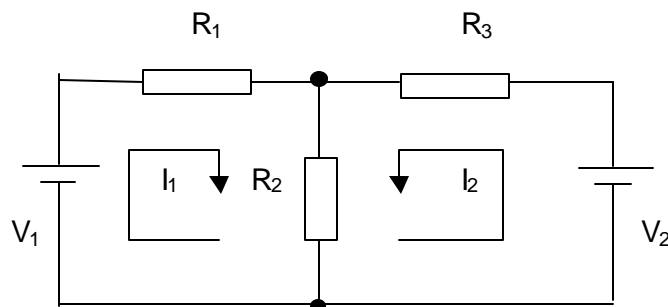 R₁ R₃
I₁ R₂ I₂
V₁ V₂